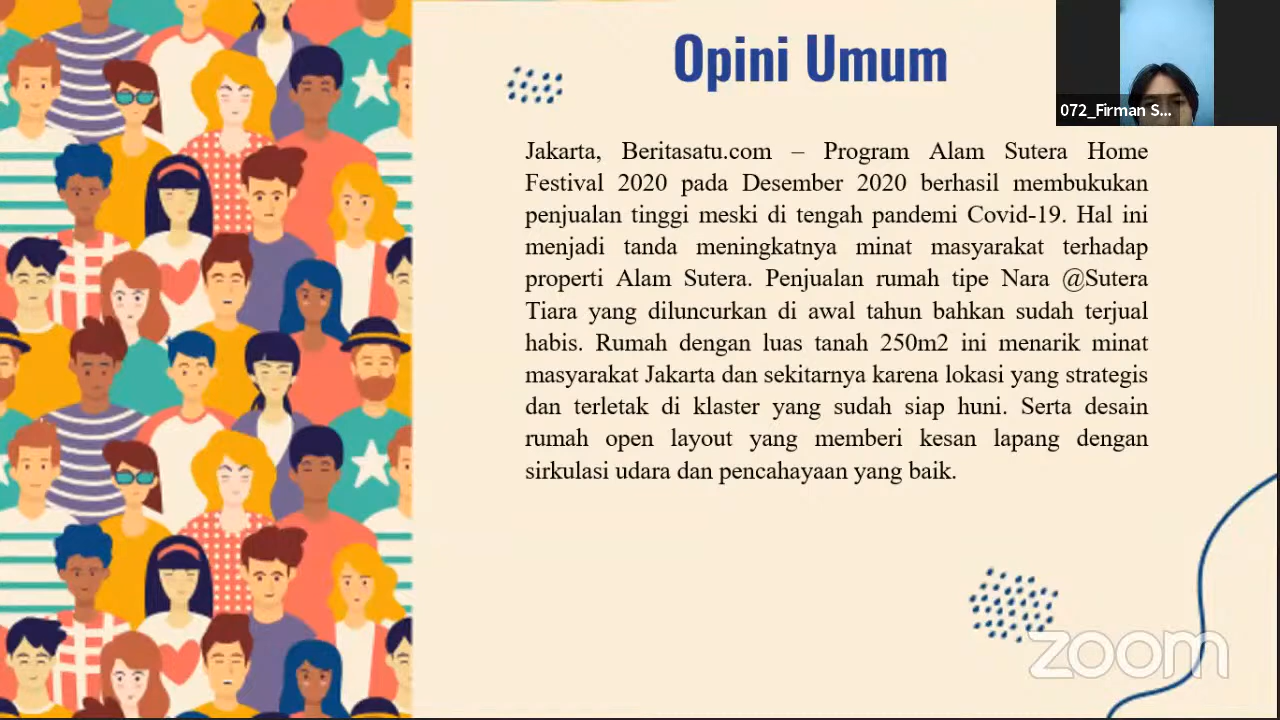 Opini Umum
072_Firman S...
Jakarta, Beritasatu.com – Program Alam Sutera Home
Festival 2020 pada Desember 2020 berhasil membukukan
penjualan tinggi meski di tengah pandemi Covid-19. Hal ini
menjadi tanda meningkatnya minat masyarakat terhadap
properti Alam Sutera. Penjualan rumah tipe Nara @Sutera
Tiara yang diluncurkan di awal tahun bahkan sudah terjual
habis. Rumah dengan luas tanah 250m2 ini menarik minat
masyarakat Jakarta dan sekitarnya karena lokasi yang strategis
dan terletak di klaster yang sudah siap huni. Serta desain
rumah open layout yang memberi kesan lapang dengan
sirkulasi udara dan pencahayaan yang baik.
zoom